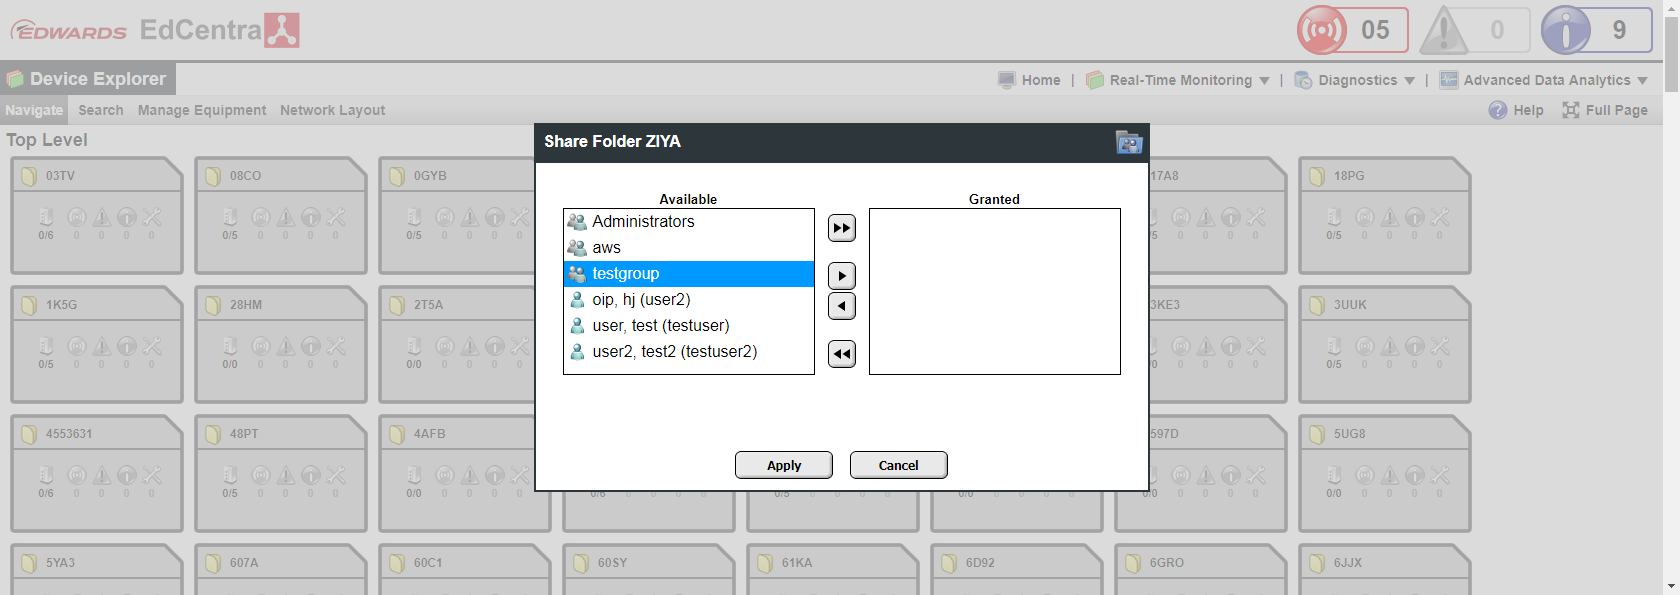 EDWARDS EdCentra
05 0 9
Device Explorer
Home | Real-Time Monitoring | Diagnostics | Advanced Data Analytics
Navigate Search Manage Equipment Network Layout
Help Full Page
Top Level
Share Folder ZIYA
Available
Administrators
aws
testgroup
oip, hj (user2)
user, test (testuser)
user2, test2 (testuser2)
Granted
Apply Cancel
03TV 08CO 0GYB 17A8 18PG
0/6 0 0 0 0 0/5 0 0 0 0 0/5 0 0 0 /5 0 0 0 0 0/5 0 0 0 0
1K5G 28HM 2T5A 3KE3 3UUK
0/5 0 0 0 0 0/0 0 0 0 0 0/0 0 0 0 /0 0 0 0 0 0/5 0 0 0 0
4553631 48PT 4AFB 597D 5UG8
0/6 0 0 0 0 0/5 0 0 0 0 0/0 0 0 0 0 0/6 0 0 0 0 0/5 0 0 0 0 0/0 0 0 0 0 /0 0 0 0 0 0/0 0 0 0 0
5YA3 607A 60C1 60SY 61KA 6D92 6GRO 6JJX